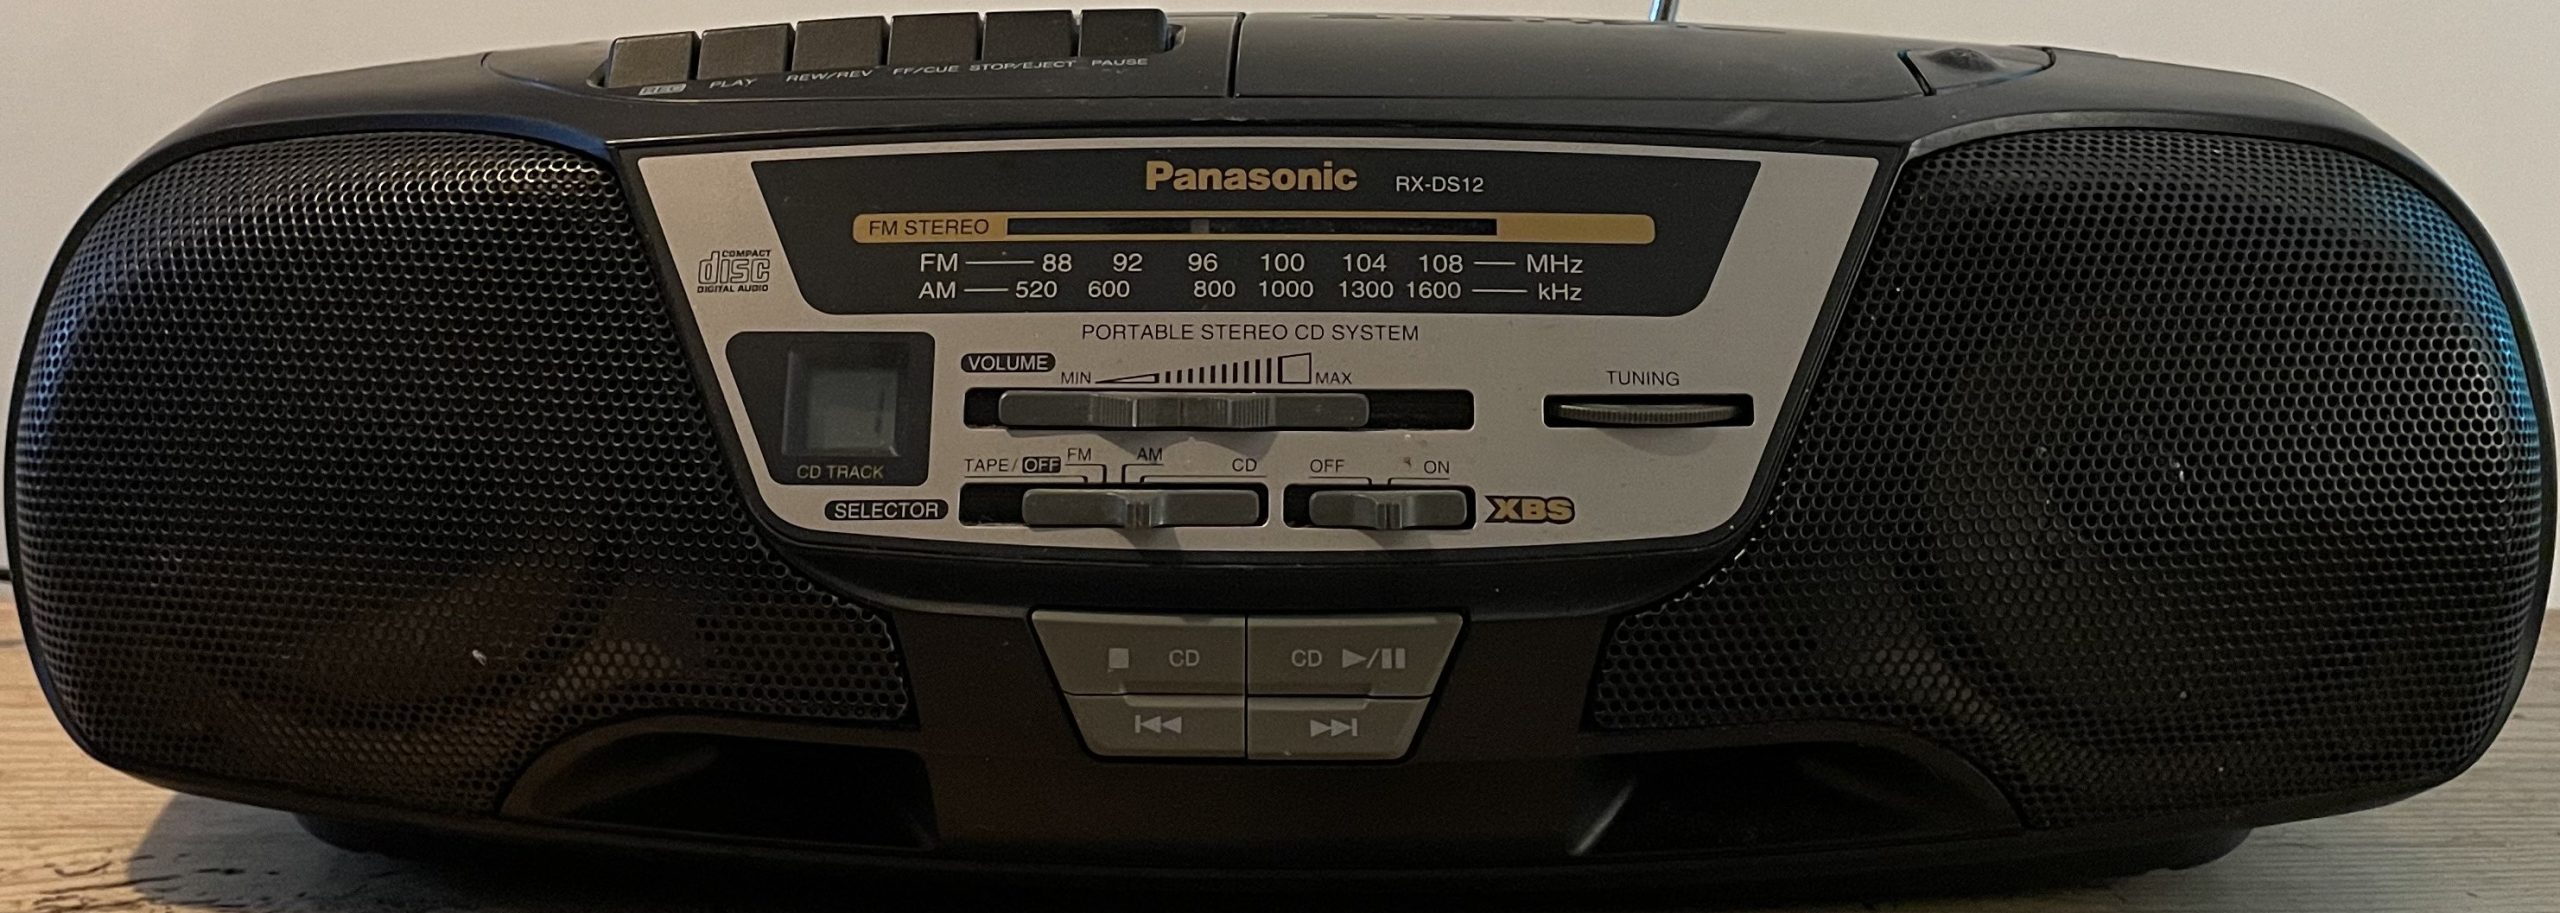 REC PLAY REW/REV FF/CUE STOP/EJECT PAUSE
Panasonic RX-DS12
FM STEREO
COMPACT
disc
DIGITAL AUDIO
FM 88 92 96 100 104 108 MHz
AM 520 600 800 1000 1300 1600 kHz
PORTABLE STEREO CD SYSTEM
VOLUME
MIN MAX
TUNING
CD TRACK
TAPE/OFF FM AM CD
OFF ON
SELECTOR
XBS
CD
CD